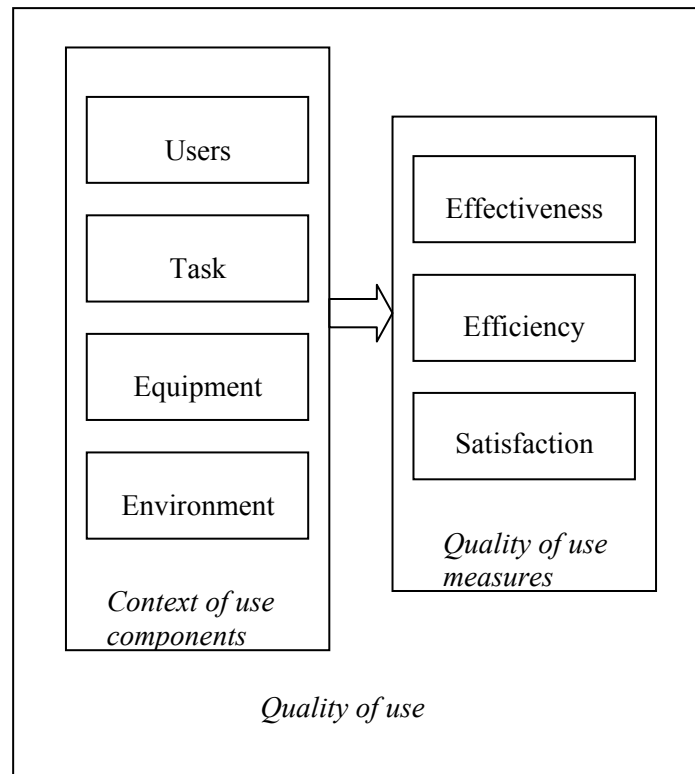 Users
Task
Equipment
Environment
Context of use
components
Effectiveness
Efficiency
Satisfaction
Quality of use
measures
Quality of use